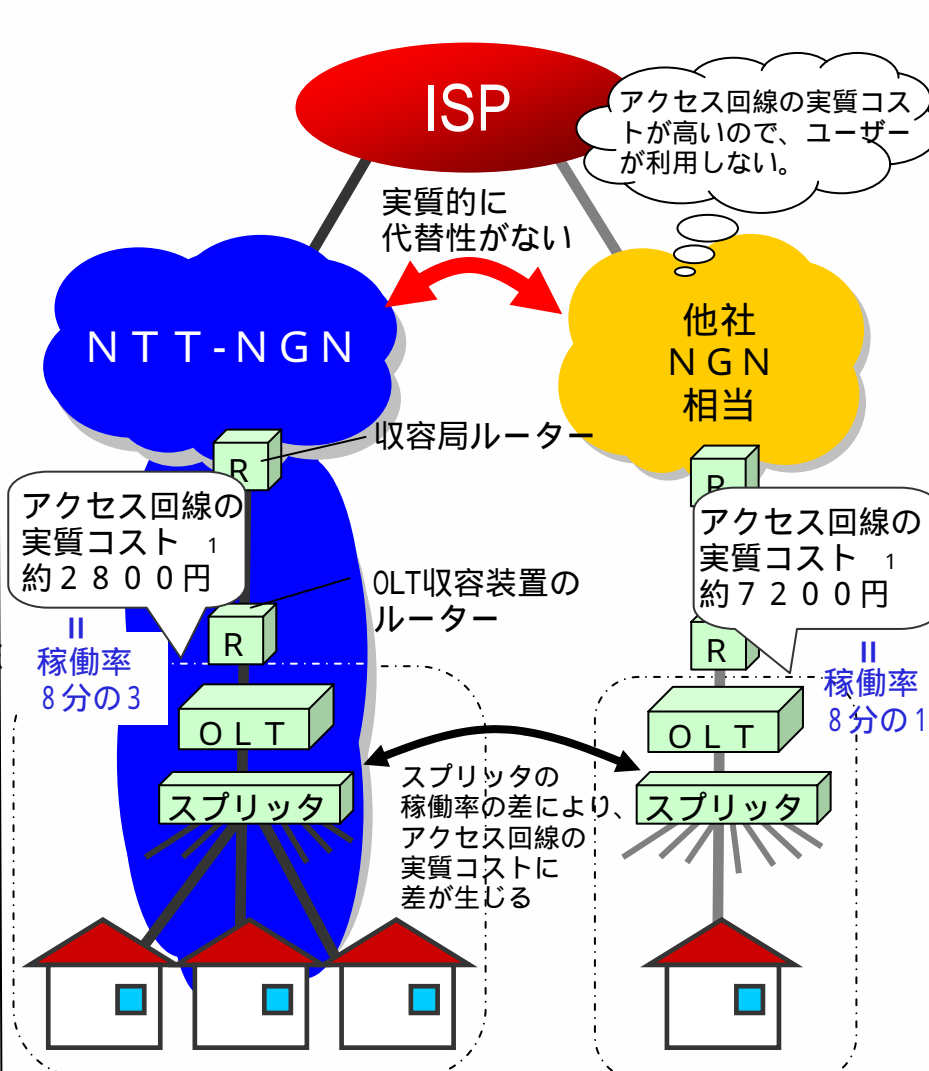 ISP
アクセス回線の実質コス
トが高いので、ユーザー
が利用しない。
実質的に
代替性がない
ＮＴＴ-ＮＧＮ
他社
ＮＧＮ
相当
収容局ルーター
R
R
アクセス回線の
実質コスト 1
約２８００円
アクセス回線の
実質コスト 1
約７２００円
OLT収容装置の
ルーター
R
R
=
稼働率
8分の3
=
稼働率
8分の1
ＯＬＴ
ＯＬＴ
スプリッタ
スプリッタ
スプリッタの
稼働率の差により、
アクセス回線の
実質コストに
差が生じる